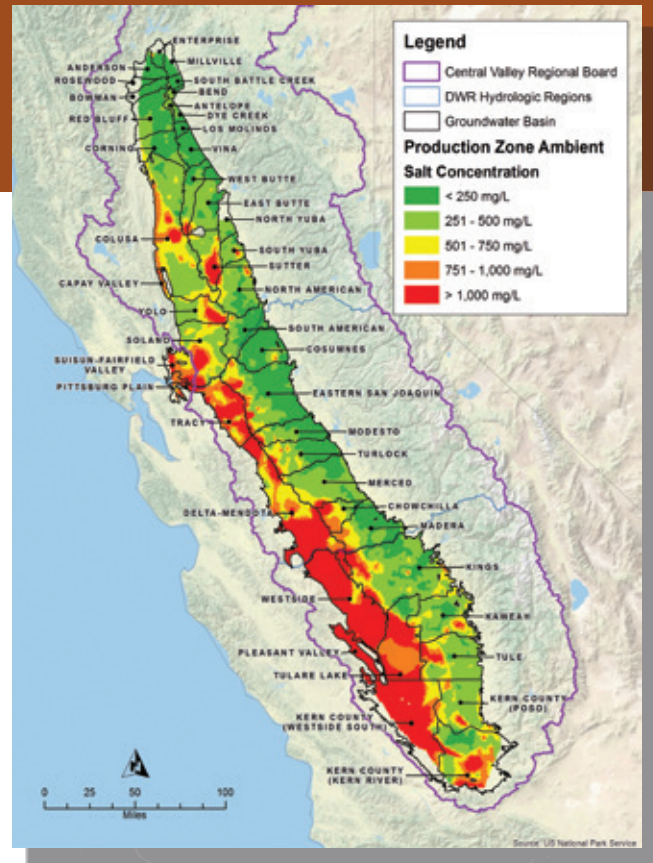 Legend
Central Valley Regional Board
DWR Hydrologic Regions
Groundwater Basin
Production Zone Ambient
Salt Concentration
< 250 mg/L
251 - 500 mg/L
501 - 750 mg/L
751 - 1,000 mg/L
> 1,000 mg/L
ENTERPRISE
ANDERSON
MILLVILLE
ROSEWOOD
SOUTH BATTLE CREEK
BOWMAN
BEND
ANTELOPE
RED BLUFF
DYE CREEK
LOS MOLINOS
CORNING
VINA
WEST BUTTE
EAST BUTTE
NORTH YUBA
COLUSA
SOUTH YUBA
SUTTER
CAPAY VALLEY
NORTH AMERICAN
YOLO
SOUTH AMERICAN
SOLANO
COSUMNES
SUISUN-FAIRFIELD
VALLEY
PITTSBURG PLAIN
EASTERN SAN JOAQUIN
TRACY
MODESTO
TURLOCK
MERCED
DELTA-MENDOTA
CHOWCHILLA
MADERA
KINGS
WESTSIDE
KAWEAH
PLEASANT VALLEY
TULE
TULARE LAKE
KERN COUNTY
(POSO)
KERN COUNTY
(WESTSIDE SOUTH)
KERN COUNTY
(KERN RIVER)
0 25 50 100
Miles
Source: US National Park Service